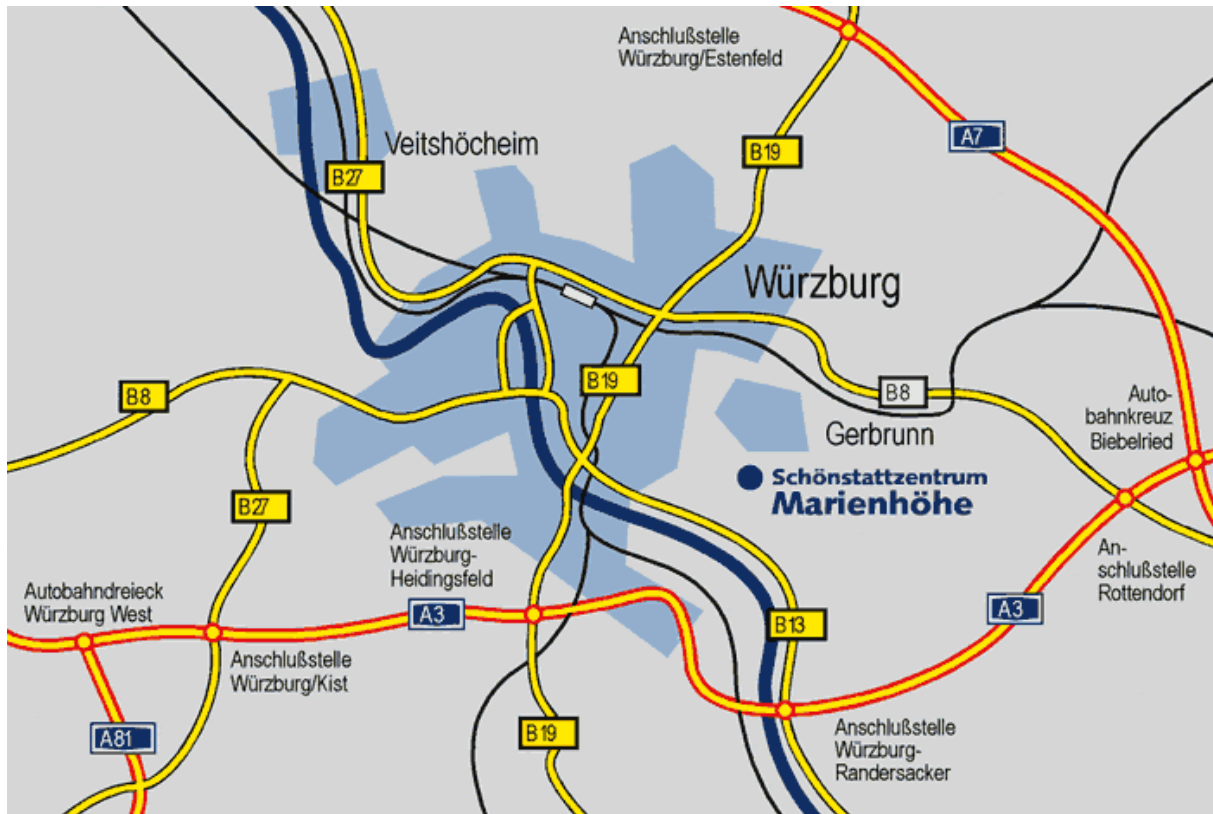 Anschlußstelle
Würzburg/Estenfeld
A7
Veitshöcheim
B19
B27
Würzburg
B19
B8
B8
Auto-
bahnkreuz
Biebelried
Gerbrunn
Schönstattzentrum
Marienhöhe
B27
Anschlußstelle
Würzburg-
Heidingsfeld
An-
schlußstelle
Rottendorf
Autobahndreieck
Würzburg West
A3
A3
B13
Anschlußstelle
Würzburg/Kist
A81
B19
Anschlußstelle
Würzburg-
Randersacker